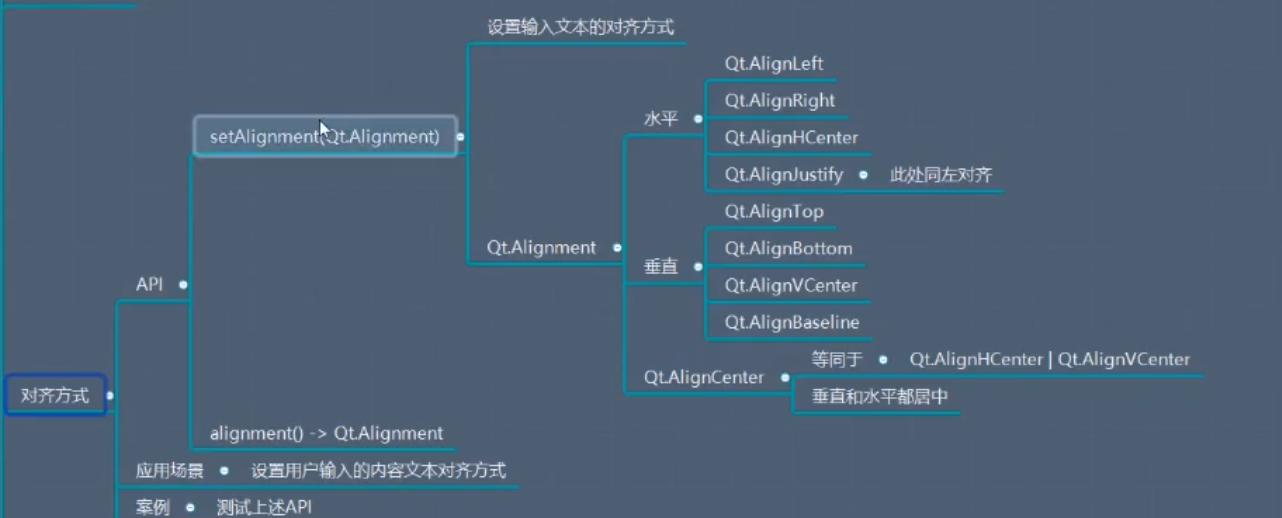 设置输入文本的对齐方式
Qt.AlignLeft
Qt.AlignRight
水平
setAlignment(Qt.Alignment)
Qt.AlignHCenter
Qt.AlignJustify 此处同左对齐
Qt.AlignTop
Qt.Alignment
Qt.AlignBottom
垂直
API
Qt.AlignVCenter
Qt.AlignBaseline
等同于 Qt.AlignHCenter | Qt.AlignVCenter
Qt.AlignCenter
对齐方式
垂直和水平都居中
alignment() -> Qt.Alignment
应用场景 设置用户输入的内容文本对齐方式
案例 测试上述API